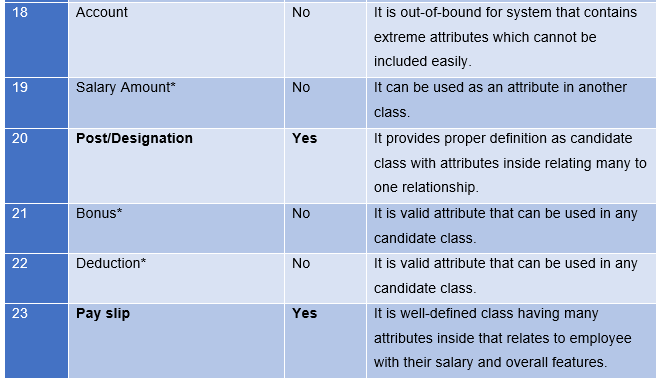 18 Account No It is out-of-bound for system that contains
extreme attributes which cannot be
included easily.
19 Salary Amount* No It can be used as an attribute in another
class.
20 Post/Designation Yes It provides proper definition as candidate
class with attributes inside relating many to
one relationship.
21 Bonus* No It is valid attribute that can be used in any
candidate class.
22 Deduction* No It is valid attribute that can be used in any
candidate class.
23 Pay slip Yes It is well-defined class having many
attributes inside that relates to employee
with their salary and overall features.